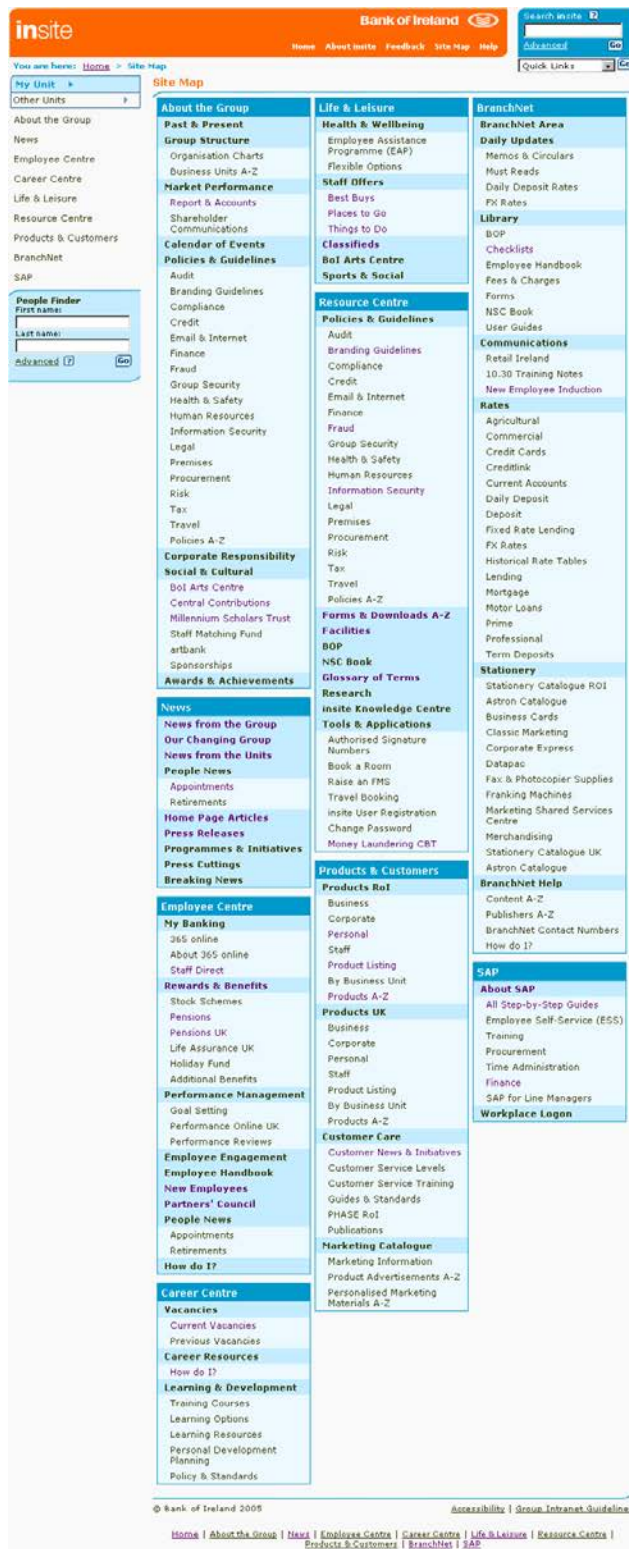 insite
Bank of Ireland
Home About insite Feedback Site Map Help
Search insite ?
Advanced Go
Quick Links Go
You are here: Home > Site Map
My Unit
Other Units
About the Group
News
Employee Centre
Career Centre
Life & Leisure
Resource Centre
Products & Customers
BranchNet
SAP
People Finder
First name:
Last name:
Advanced ? Go
Site Map
About the Group
Past & Present
Group Structure
Organisation Charts
Business Units A-Z
Market Performance
Report & Accounts
Shareholder
Communications
Calendar of Events
Policies & Guidelines
Audit
Branding Guidelines
Compliance
Credit
Email & Internet
Finance
Fraud
Group Security
Health & Safety
Human Resources
Information Security
Legal
Premises
Procurement
Risk
Tax
Travel
Policies A-Z
Corporate Responsibility
Social & Cultural
BoI Arts Centre
Central Contributions
Millennium Scholars Trust
Staff Matching Fund
artbank
Sponsorships
Awards & Achievements
News
News from the Group
Our Changing Group
News from the Units
People News
Appointments
Retirements
Home Page Articles
Press Releases
Programmes & Initiatives
Press Cuttings
Breaking News
Employee Centre
My Banking
365 online
About 365 online
Staff Direct
Rewards & Benefits
Stock Schemes
Pensions
Pensions UK
Life Assurance UK
Holiday Fund
Additional Benefits
Performance Management
Goal Setting
Performance Online UK
Performance Reviews
Employee Engagement
Employee Handbook
New Employees
Partners' Council
People News
Appointments
Retirements
How do I?
Career Centre
Vacancies
Current Vacancies
Previous Vacancies
Career Resources
How do I?
Learning & Development
Training Courses
Learning Options
Learning Resources
Personal Development
Planning
Policy & Standards
Life & Leisure
Health & Wellbeing
Employee Assistance
Programme (EAP)
Flexible Options
Staff Offers
Best Buys
Places to Go
Things to Do
Classifieds
BoI Arts Centre
Sports & Social
Resource Centre
Policies & Guidelines
Audit
Branding Guidelines
Compliance
Credit
Email & Internet
Finance
Fraud
Group Security
Health & Safety
Human Resources
Information Security
Legal
Premises
Procurement
Risk
Tax
Travel
Policies A-Z
Forms & Downloads A-Z
Facilities
BOP
NSC Book
Glossary of Terms
Research
insite Knowledge Centre
Tools & Applications
Authorised Signature
Numbers
Book a Room
Raise an FMS
Travel Booking
insite User Registration
Change Password
Money Laundering CBT
Products & Customers
Products RoI
Business
Corporate
Personal
Staff
Product Listing
By Business Unit
Products A-Z
Products UK
Business
Corporate
Personal
Staff
Product Listing
By Business Unit
Products A-Z
Customer Care
Customer News & Initiatives
Customer Service Levels
Customer Service Training
Guides & Standards
PHASE RoI
Publications
Marketing Catalogue
Marketing Information
Product Advertisements A-Z
Personalised Marketing
Materials A-Z
BranchNet
BranchNet Area
Daily Updates
Memos & Circulars
Must Reads
Daily Deposit Rates
FX Rates
Library
BOP
Checklists
Employee Handbook
Fees & Charges
Forms
NSC Book
User Guides
Communications
Retail Ireland
10.30 Training Notes
New Employee Induction
Rates
Agricultural
Commercial
Credit Cards
Creditlink
Current Accounts
Daily Deposit
Deposit
Fixed Rate Lending
FX Rates
Historical Rate Tables
Lending
Mortgage
Motor Loans
Prime
Professional
Term Deposits
Stationery
Stationery Catalogue ROI
Astron Catalogue
Business Cards
Classic Marketing
Corporate Express
Datapac
Fax & Photocopier Supplies
Franking Machines
Marketing Shared Services
Centre
Merchandising
Stationery Catalogue UK
Astron Catalogue
BranchNet Help
Content A-Z
Publishers A-Z
BranchNet Contact Numbers
How do I?
SAP
About SAP
All Step-by-Step Guides
Employee Self-Service (ESS)
Training
Procurement
Time Administration
Finance
SAP for Line Managers
Workplace Logon
© Bank of Ireland 2005
Accessibility | Group Intranet Guideline
Home | About the Group | News | Employee Centre | Career Centre | Life & Leisure | Resource Centre |
Products & Customers | BranchNet | SAP